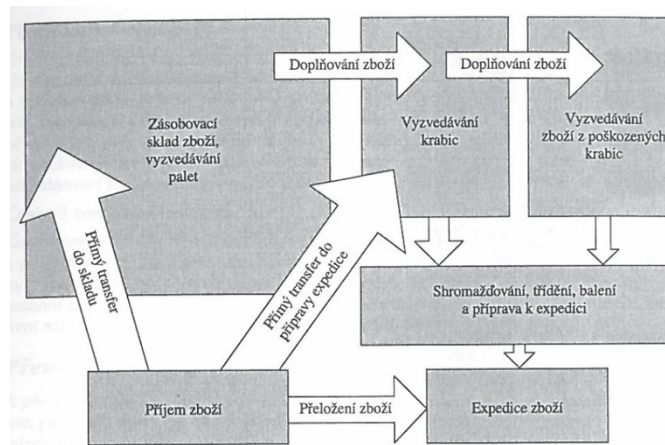 Doplňování zboží
Doplňování zboží
Zásobovací
sklad zboží,
vyzvedávání
palet
Vyzvedávání
krabic
Vyzvedávání
zboží z poškozených
krabic
Přímý transfer
do skladu
Přímý transfer do
přípravy expedice
Shromažďování, třídění, balení
a příprava k expedici
Příjem zboží
Přeložení zboží
Expedice zboží